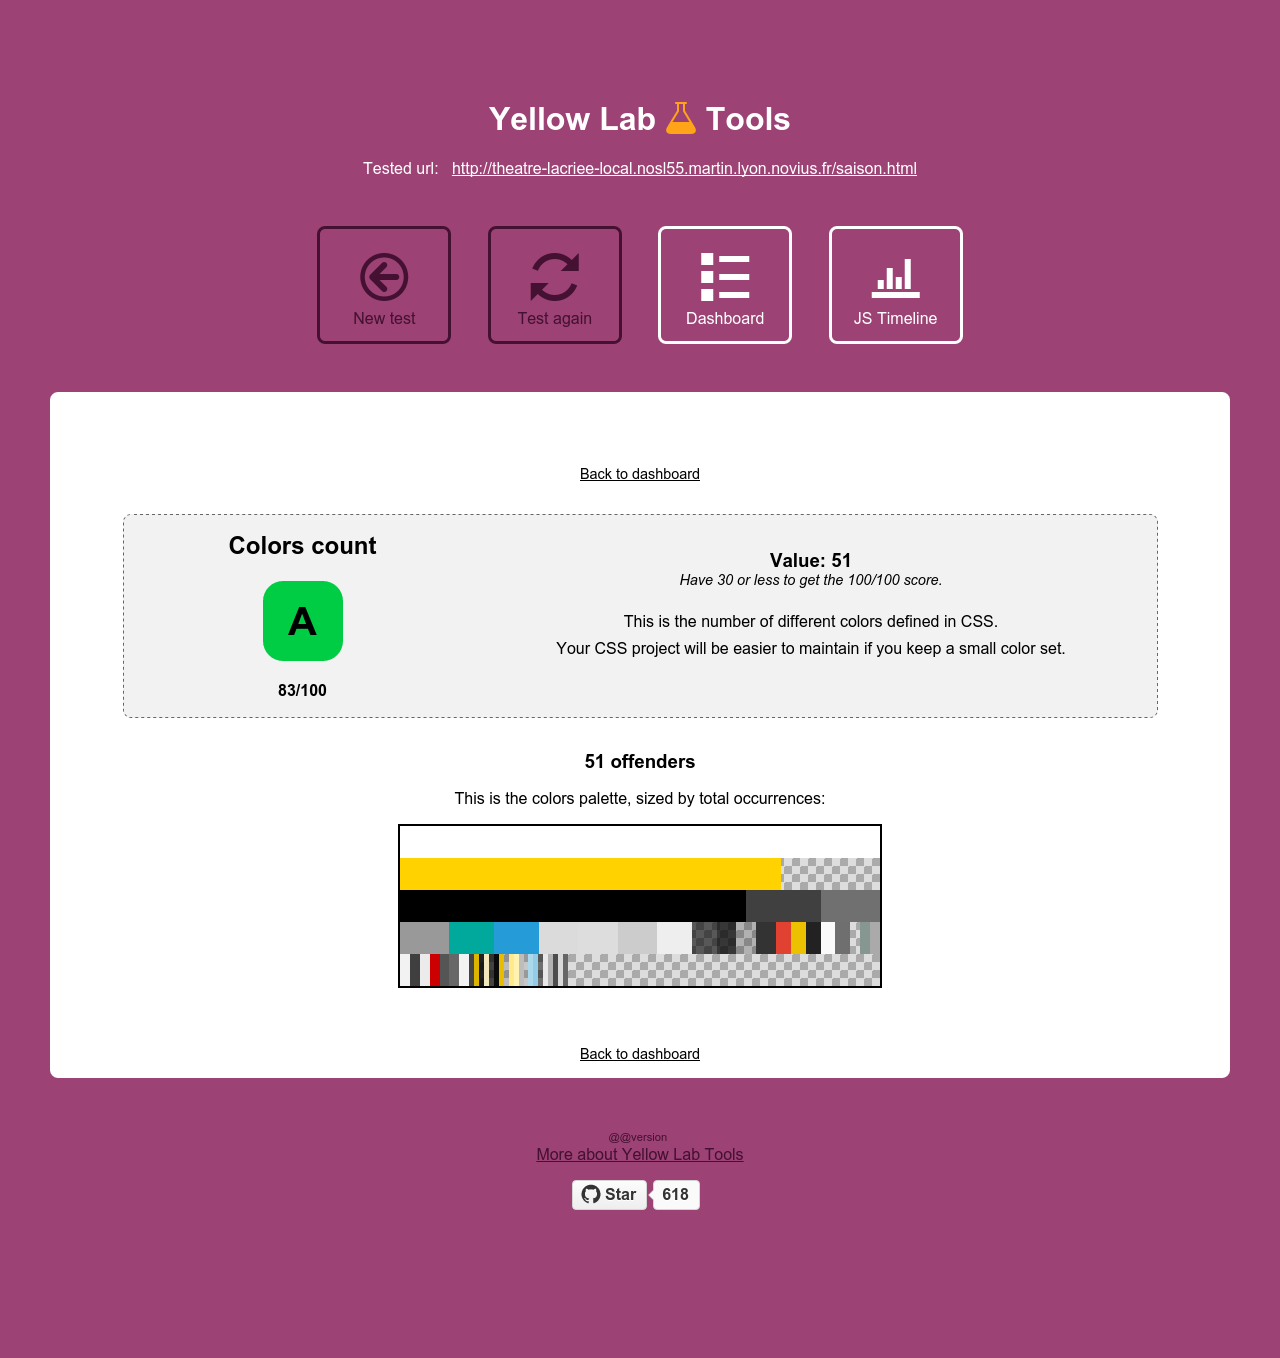 Yellow Lab Tools
Tested url: http://theatre-lacriee-local.nosl55.martin.lyon.novius.fr/saison.html
New test
Test again
Dashboard
JS Timeline
Back to dashboard
Colors count
A
83/100
Value: 51
Have 30 or less to get the 100/100 score.
This is the number of different colors defined in CSS.
Your CSS project will be easier to maintain if you keep a small color set.
51 offenders
This is the colors palette, sized by total occurrences:
Back to dashboard
@@version
More about Yellow Lab Tools
Star 618